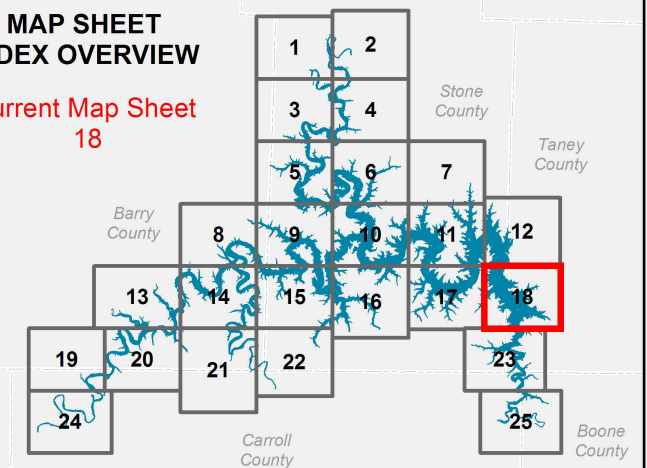 MAP SHEET
DEX OVERVIEW
urrent Map Sheet
18
1
2
Stone
County
3
4
Taney
County
5
6
7
Barry
County
8
9
10
11
12
13
14
15
16
17
18
19
20
21
22
23
24
25
Carroll
County
Boone
County